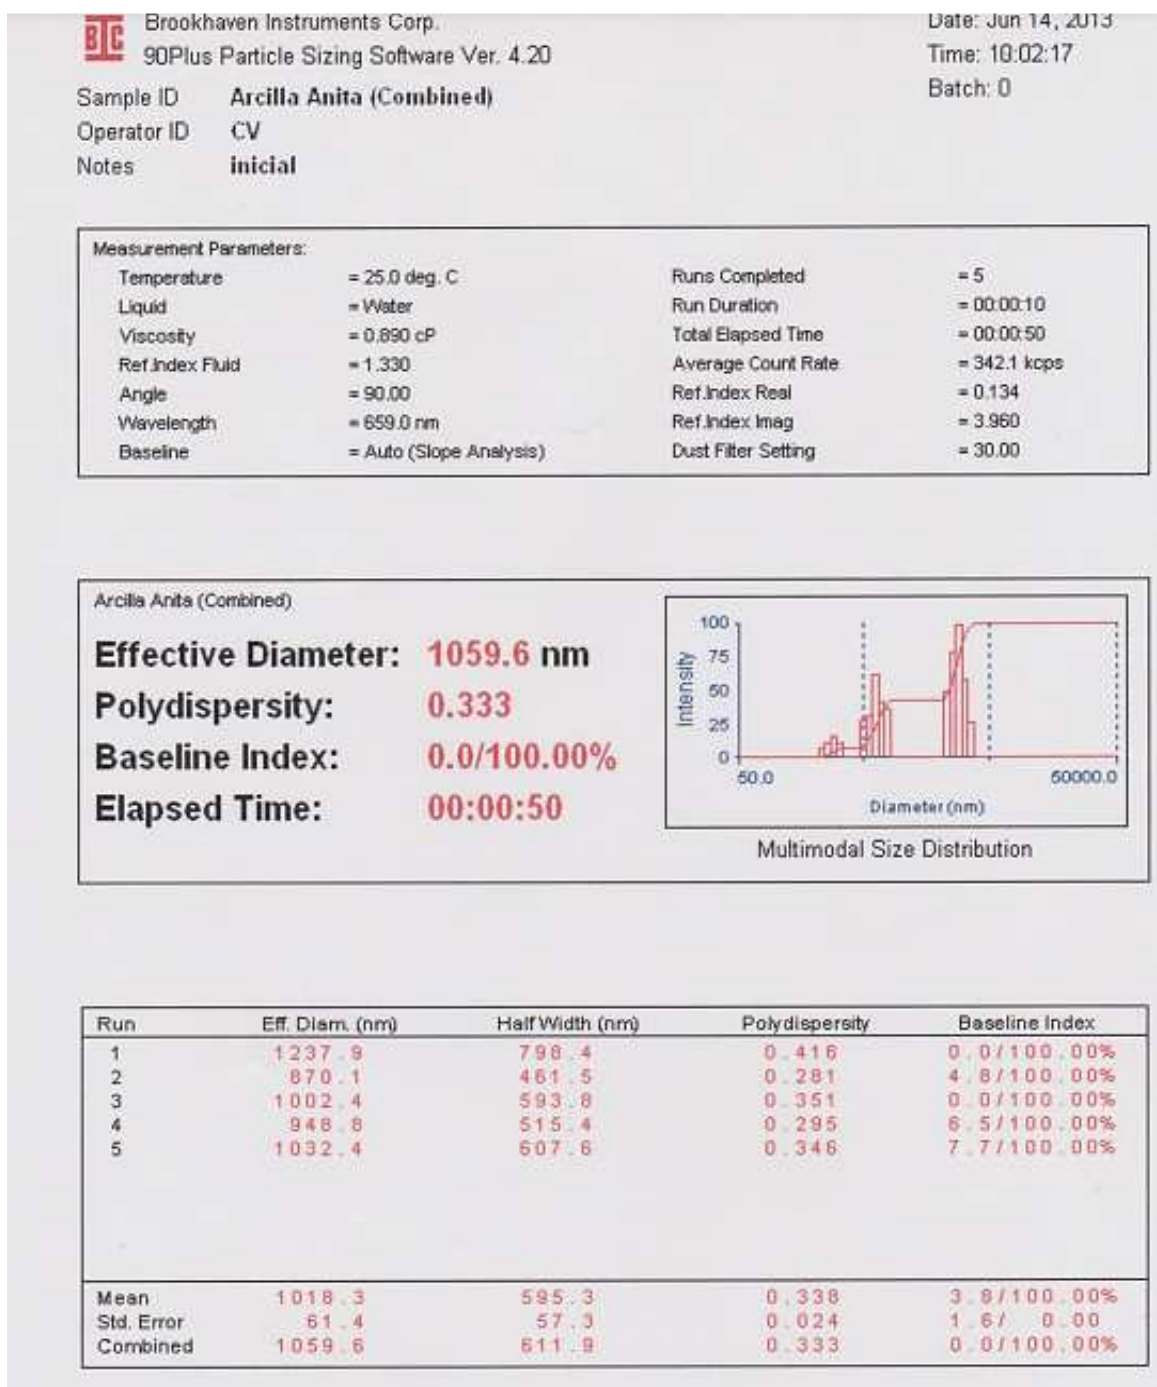 Brookhaven Instruments Corp.
90Plus Particle Sizing Software Ver. 4.20
Date: Jun 14, 2013
Time: 10:02:17
Batch: 0
Sample ID Arcilla Anita (Combined)
Operator ID CV
Notes inicial
Measurement Parameters:
Temperature = 25.0 deg. C
Liquid = Water
Viscosity = 0.890 cP
Ref.Index Fluid = 1.330
Angle = 90.00
Wavelength = 659.0 nm
Baseline = Auto (Slope Analysis)
Runs Completed = 5
Run Duration = 00:00:10
Total Elapsed Time = 00:00:50
Average Count Rate = 342.1 kcps
Ref.Index Real = 0.134
Ref.Index Imag = 3.960
Dust Filter Setting = 30.00
Arcilla Anita (Combined)
Effective Diameter: 1059.6 nm
Polydispersity: 0.333
Baseline Index: 0.0/100.00%
Elapsed Time: 00:00:50
Intensity
100
75
50
25
0
50.0 50000.0
Diameter (nm)
Multimodal Size Distribution
Run Eff. Diam. (nm) Half Width (nm) Polydispersity Baseline Index
1 1237.9 798.4 0.416 0.0/100.00%
2 870.1 461.5 0.281 4.8/100.00%
3 1002.4 593.8 0.351 0.0/100.00%
4 948.8 515.4 0.295 6.5/100.00%
5 1032.4 607.6 0.346 7.7/100.00%
Mean 1018.3 595.3 0.338 3.8/100.00%
Std. Error 61.4 57.3 0.024 1.6/ 0.00
Combined 1059.6 611.9 0.333 0.0/100.00%